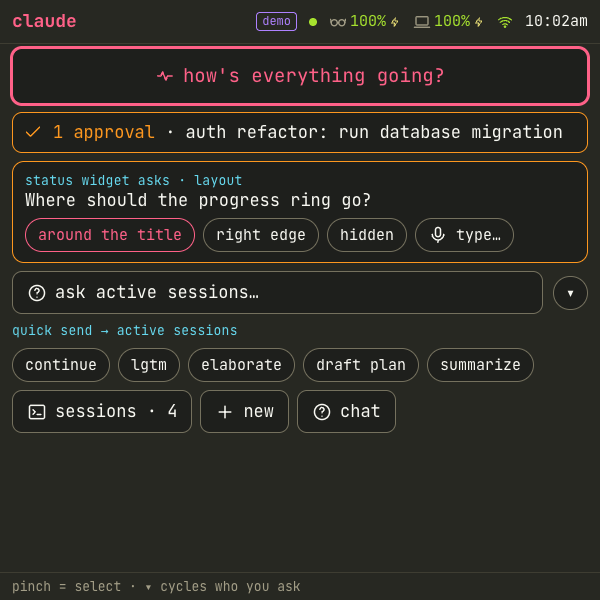 claude demo 100% 100% 10:02am
how's everything going?
1 approval · auth refactor: run database migration
status widget asks · layout
Where should the progress ring go?
around the title right edge hidden type…
ask active sessions…
quick send → active sessions
continue lgtm elaborate draft plan summarize
sessions · 4 new chat
pinch = select · ▾ cycles who you ask